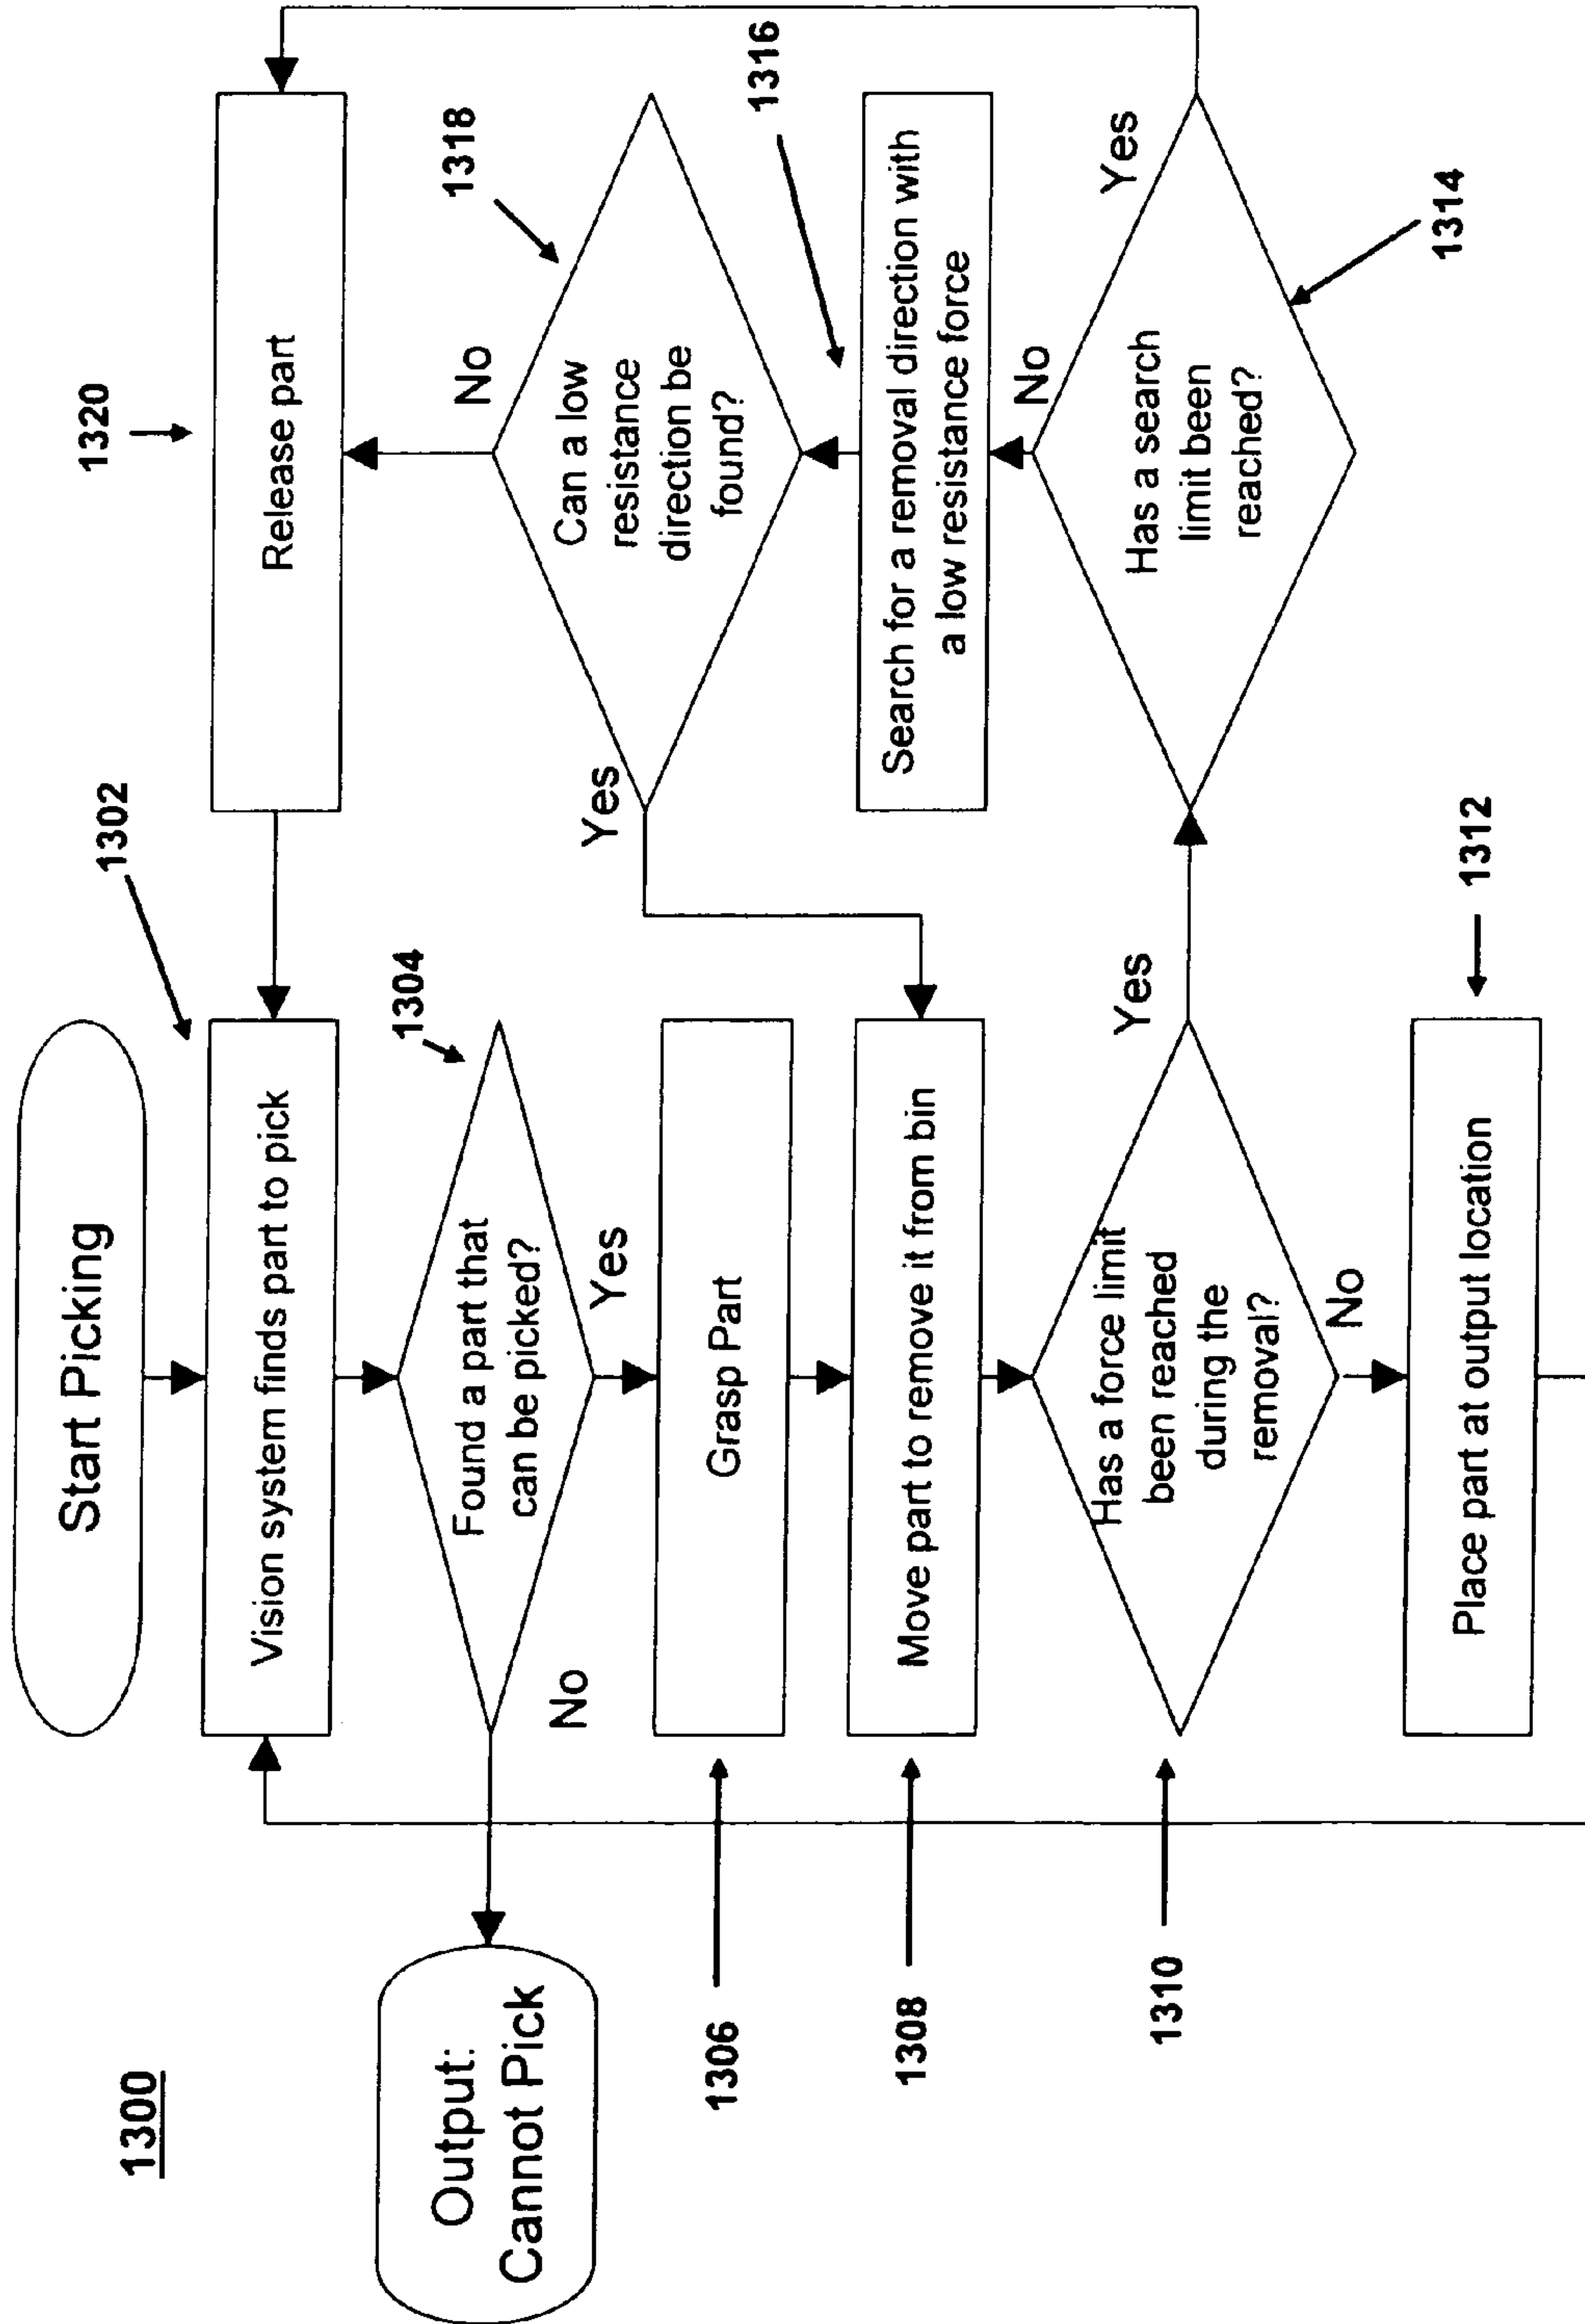 1300
Start Picking
1302
Vision system finds part to pick
1304
Found a part that
can be picked?
No
Yes
Output:
Cannot Pick
1306
Grasp Part
1308
Move part to remove it from bin
1310
Has a force limit
been reached
during the
removal?
Yes
No
1312
Place part at output location
1320
Release part
1318
No
Can a low
resistance
direction be
found?
Yes
1316
Search for a removal direction with
a low resistance force
No
Has a search
limit been
reached?
Yes
1314